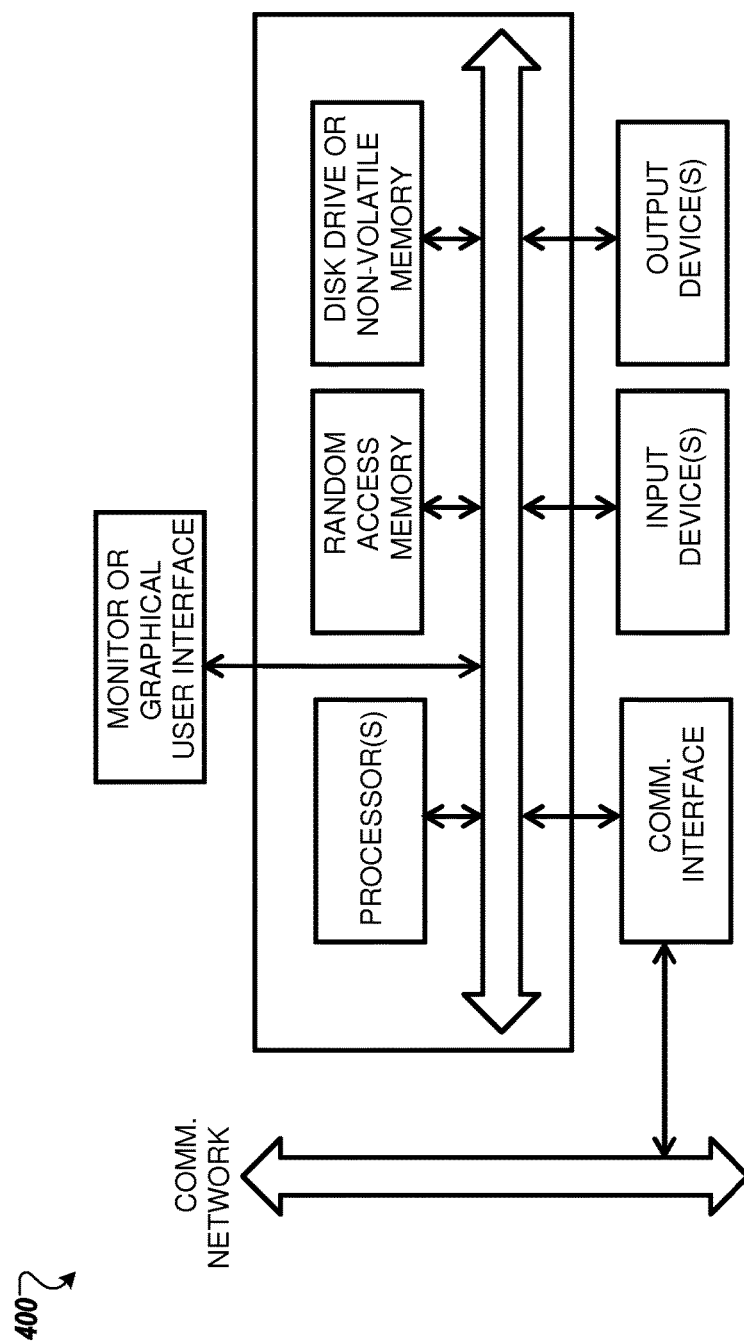 400
COMM.
NETWORK
MONITOR OR
GRAPHICAL
USER INTERFACE
PROCESSOR(S)
RANDOM
ACCESS
MEMORY
DISK DRIVE OR
NON-VOLATILE
MEMORY
COMM.
INTERFACE
INPUT
DEVICE(S)
OUTPUT
DEVICE(S)